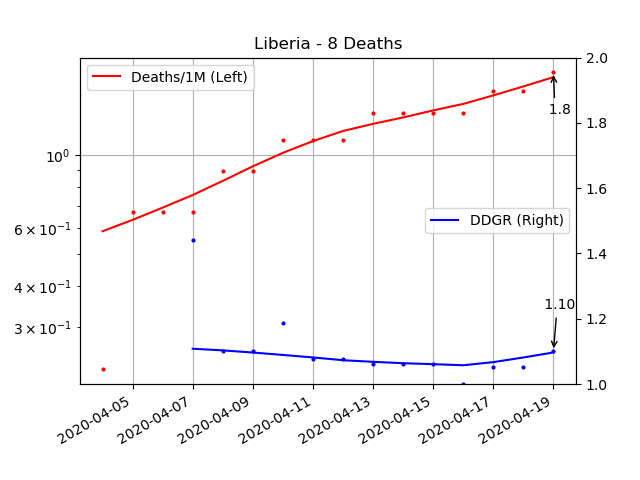 Liberia - 8 Deaths
Deaths/1M (Left)
DDGR (Right)
1.8
1.10
10⁰
6 × 10⁻¹
4 × 10⁻¹
3 × 10⁻¹
2.0
1.8
1.6
1.4
1.2
1.0
2020-04-05
2020-04-07
2020-04-09
2020-04-11
2020-04-13
2020-04-15
2020-04-17
2020-04-19